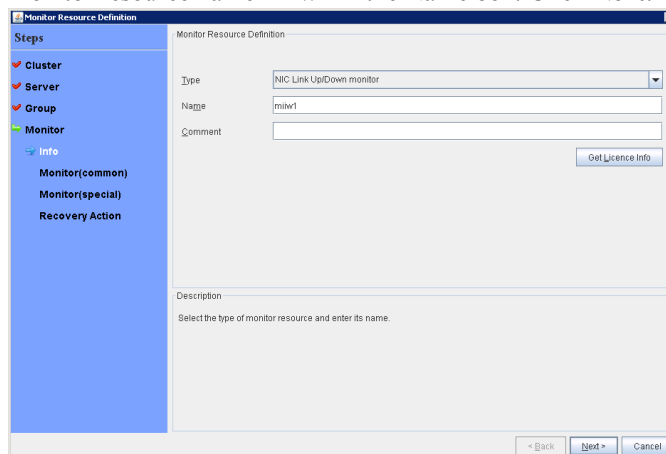 Monitor Resource Definition
Steps
Cluster
Server
Group
Monitor
Info
Monitor(common)
Monitor(special)
Recovery Action
Monitor Resource Definition
Type
NIC Link Up/Down monitor
Name
miiw1
Comment
Get Licence Info
Description
Select the type of monitor resource and enter its name.
< Back
Next >
Cancel